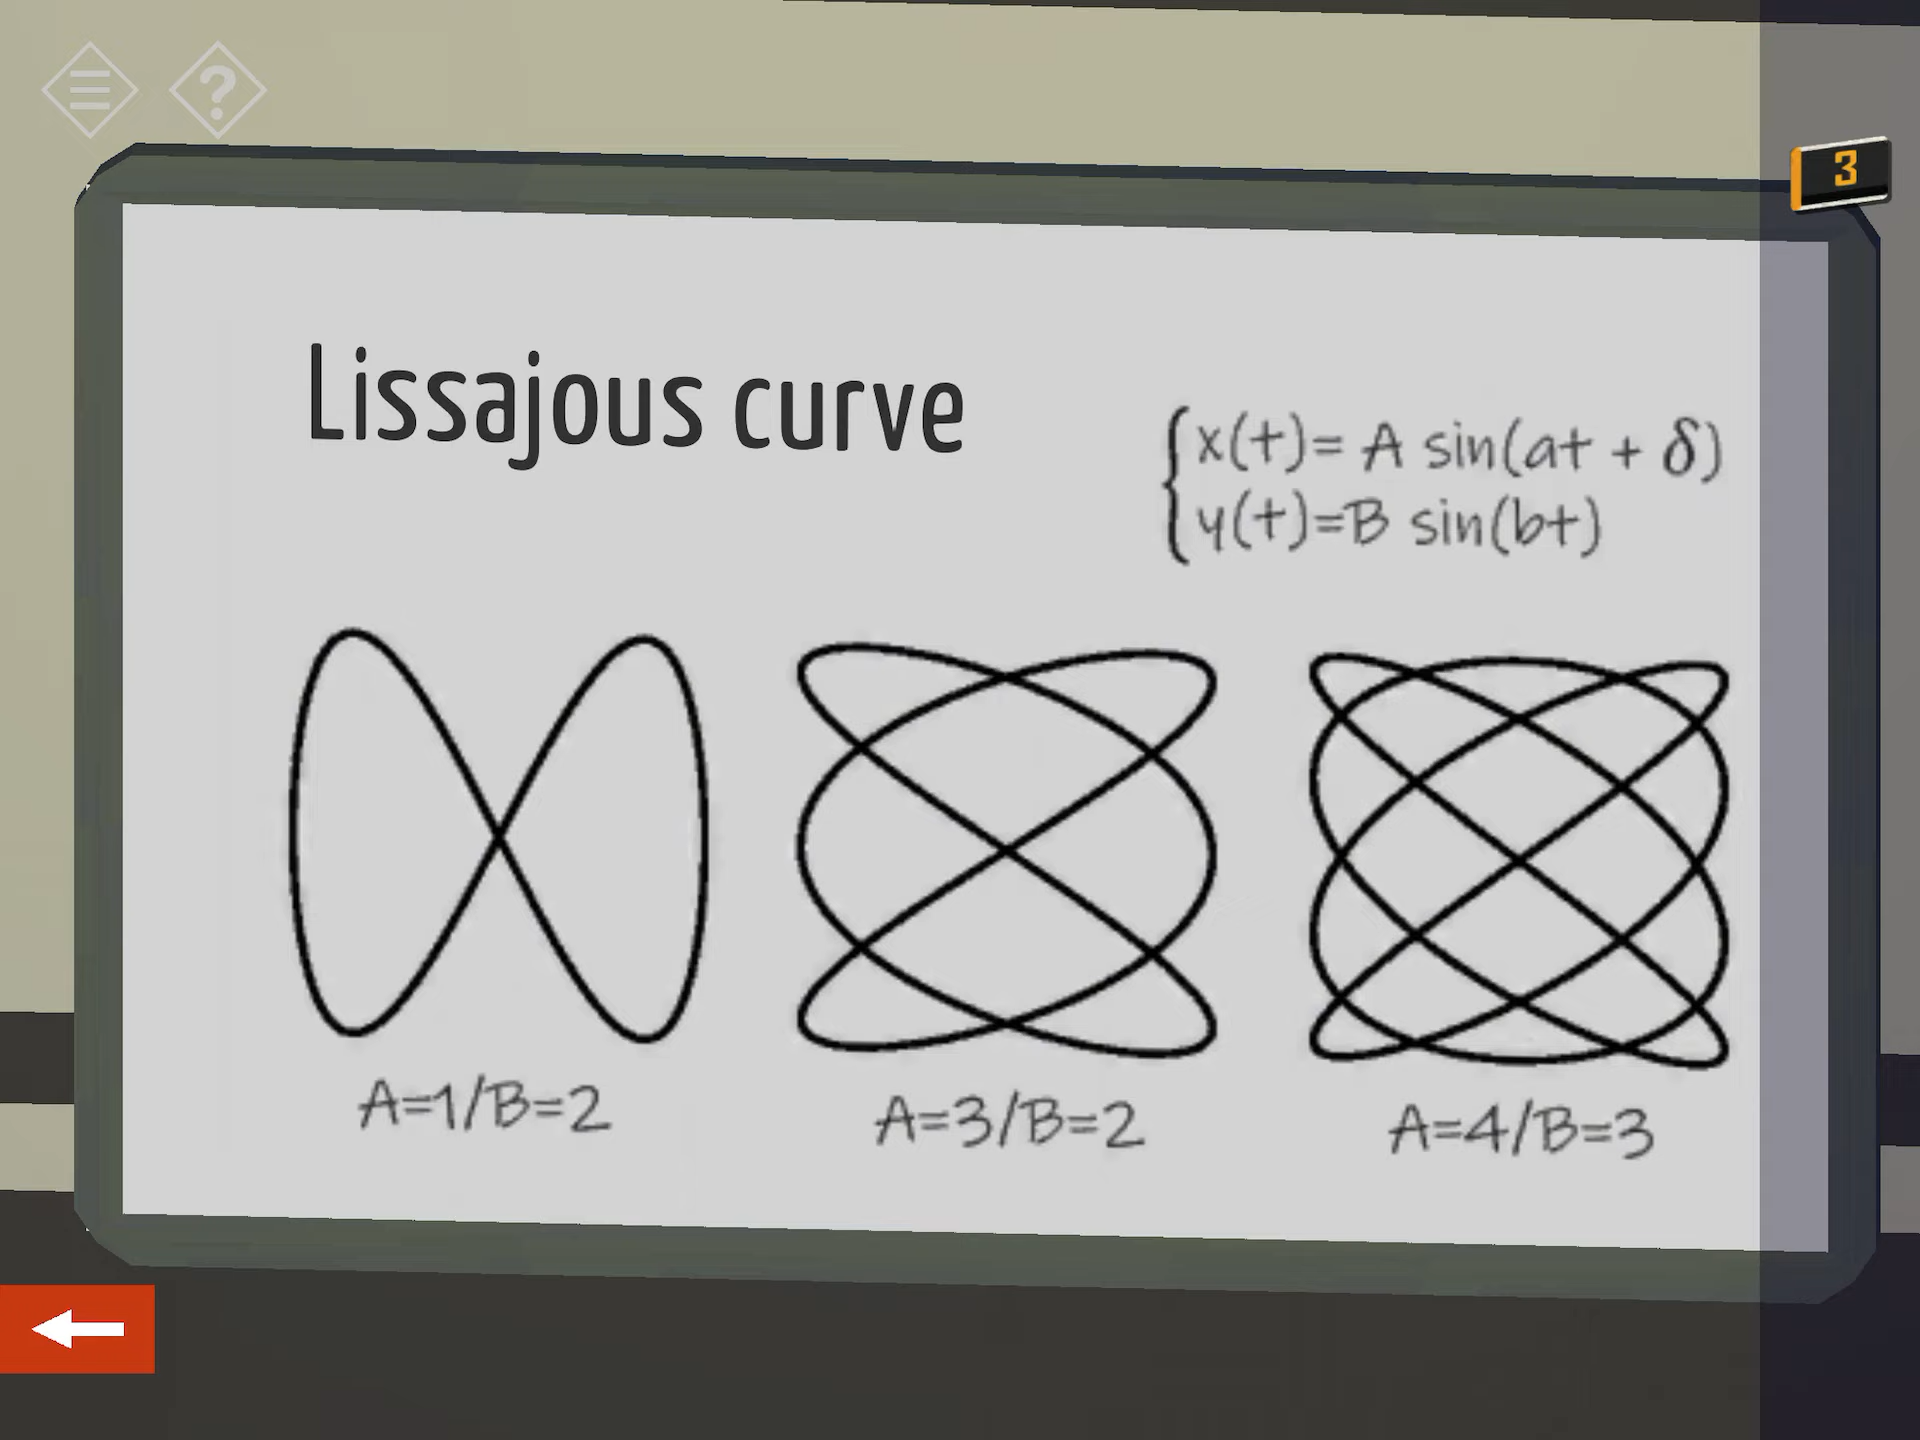 ?
3
Lissajous curve
x(t)= A sin(at + δ)
y(t)=B sin(bt)
A=1/B=2
A=3/B=2
A=4/B=3